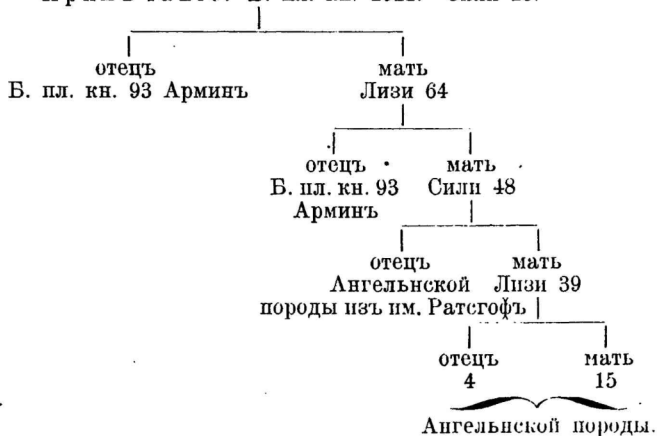 отецъ мать
Б. пл. кн. 93 Арминъ Лизи 64
отецъ мать
Б. пл. кн. 93 Сили 48
Арминъ
отецъ мать
Ангельнской Лизи 39
породы изъ им. Ратсгофъ
отецъ мать
4 15
Ангельнской породы.